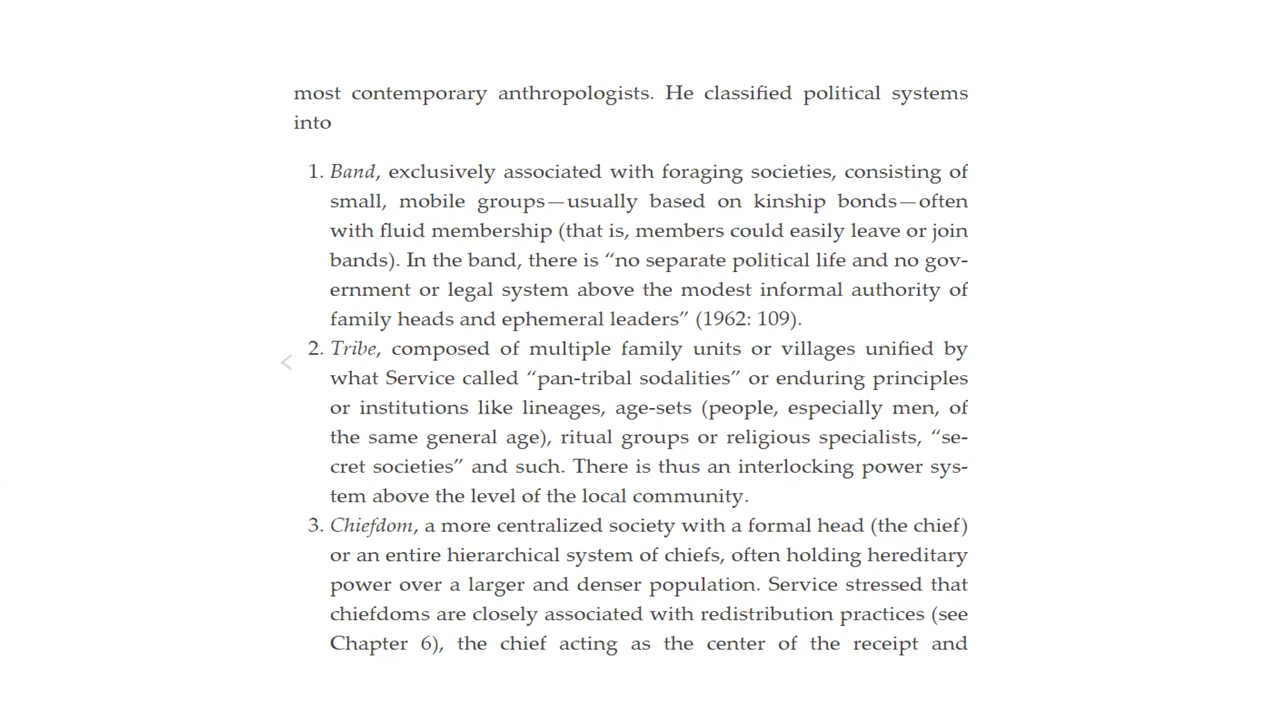 most contemporary anthropologists. He classified political systems
into
1. Band, exclusively associated with foraging societies, consisting of
small, mobile groups—usually based on kinship bonds—often
with fluid membership (that is, members could easily leave or join
bands). In the band, there is “no separate political life and no gov-
ernment or legal system above the modest informal authority of
family heads and ephemeral leaders” (1962: 109).
2. Tribe, composed of multiple family units or villages unified by
what Service called “pan-tribal sodalities” or enduring principles
or institutions like lineages, age-sets (people, especially men, of
the same general age), ritual groups or religious specialists, “se-
cret societies” and such. There is thus an interlocking power sys-
tem above the level of the local community.
3. Chiefdom, a more centralized society with a formal head (the chief)
or an entire hierarchical system of chiefs, often holding hereditary
power over a larger and denser population. Service stressed that
chiefdoms are closely associated with redistribution practices (see
Chapter 6), the chief acting as the center of the receipt and